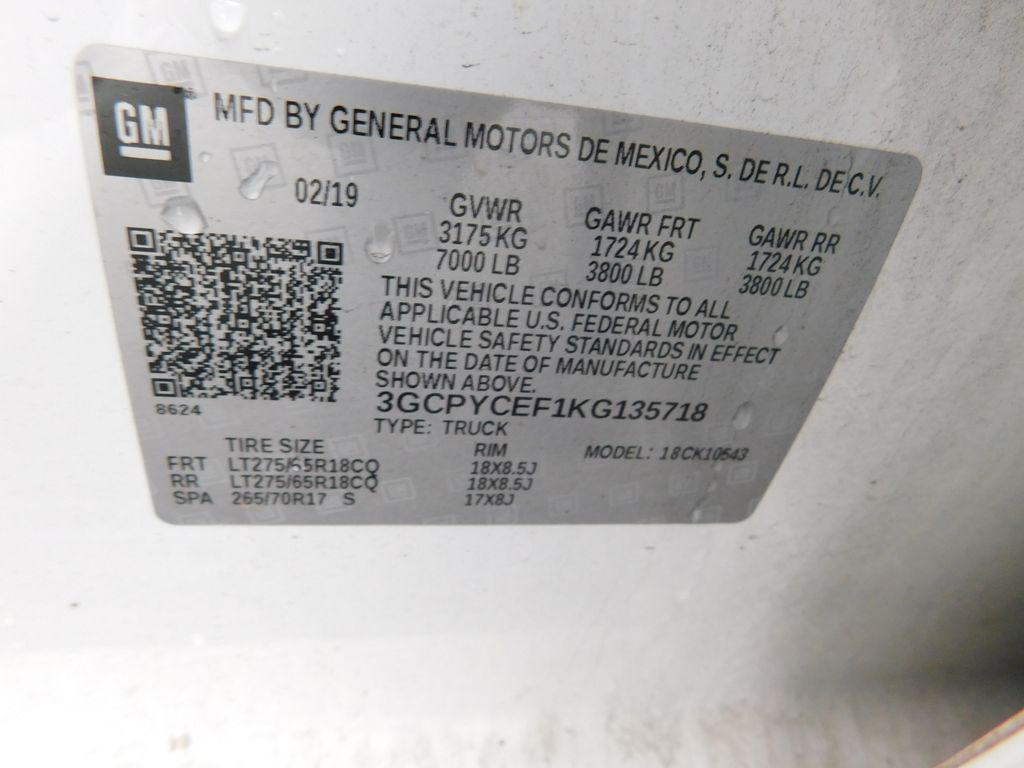 GM
MFD BY GENERAL MOTORS DE MEXICO, S. DE R.L. DE C.V.
02/19
GVWR GAWR FRT GAWR RR
3175 KG 1724 KG 1724 KG
7000 LB 3800 LB 3800 LB
THIS VEHICLE CONFORMS TO ALL
APPLICABLE U.S. FEDERAL MOTOR
VEHICLE SAFETY STANDARDS IN EFFECT
ON THE DATE OF MANUFACTURE
SHOWN ABOVE.
8624
3GCPYCEF1KG135718
TYPE: TRUCK
TIRE SIZE RIM MODEL: 18CK10543
FRT LT275/65R18CQ 18X8.5J
RR LT275/65R18CQ 18X8.5J
SPA 265/70R17 S 17X8J